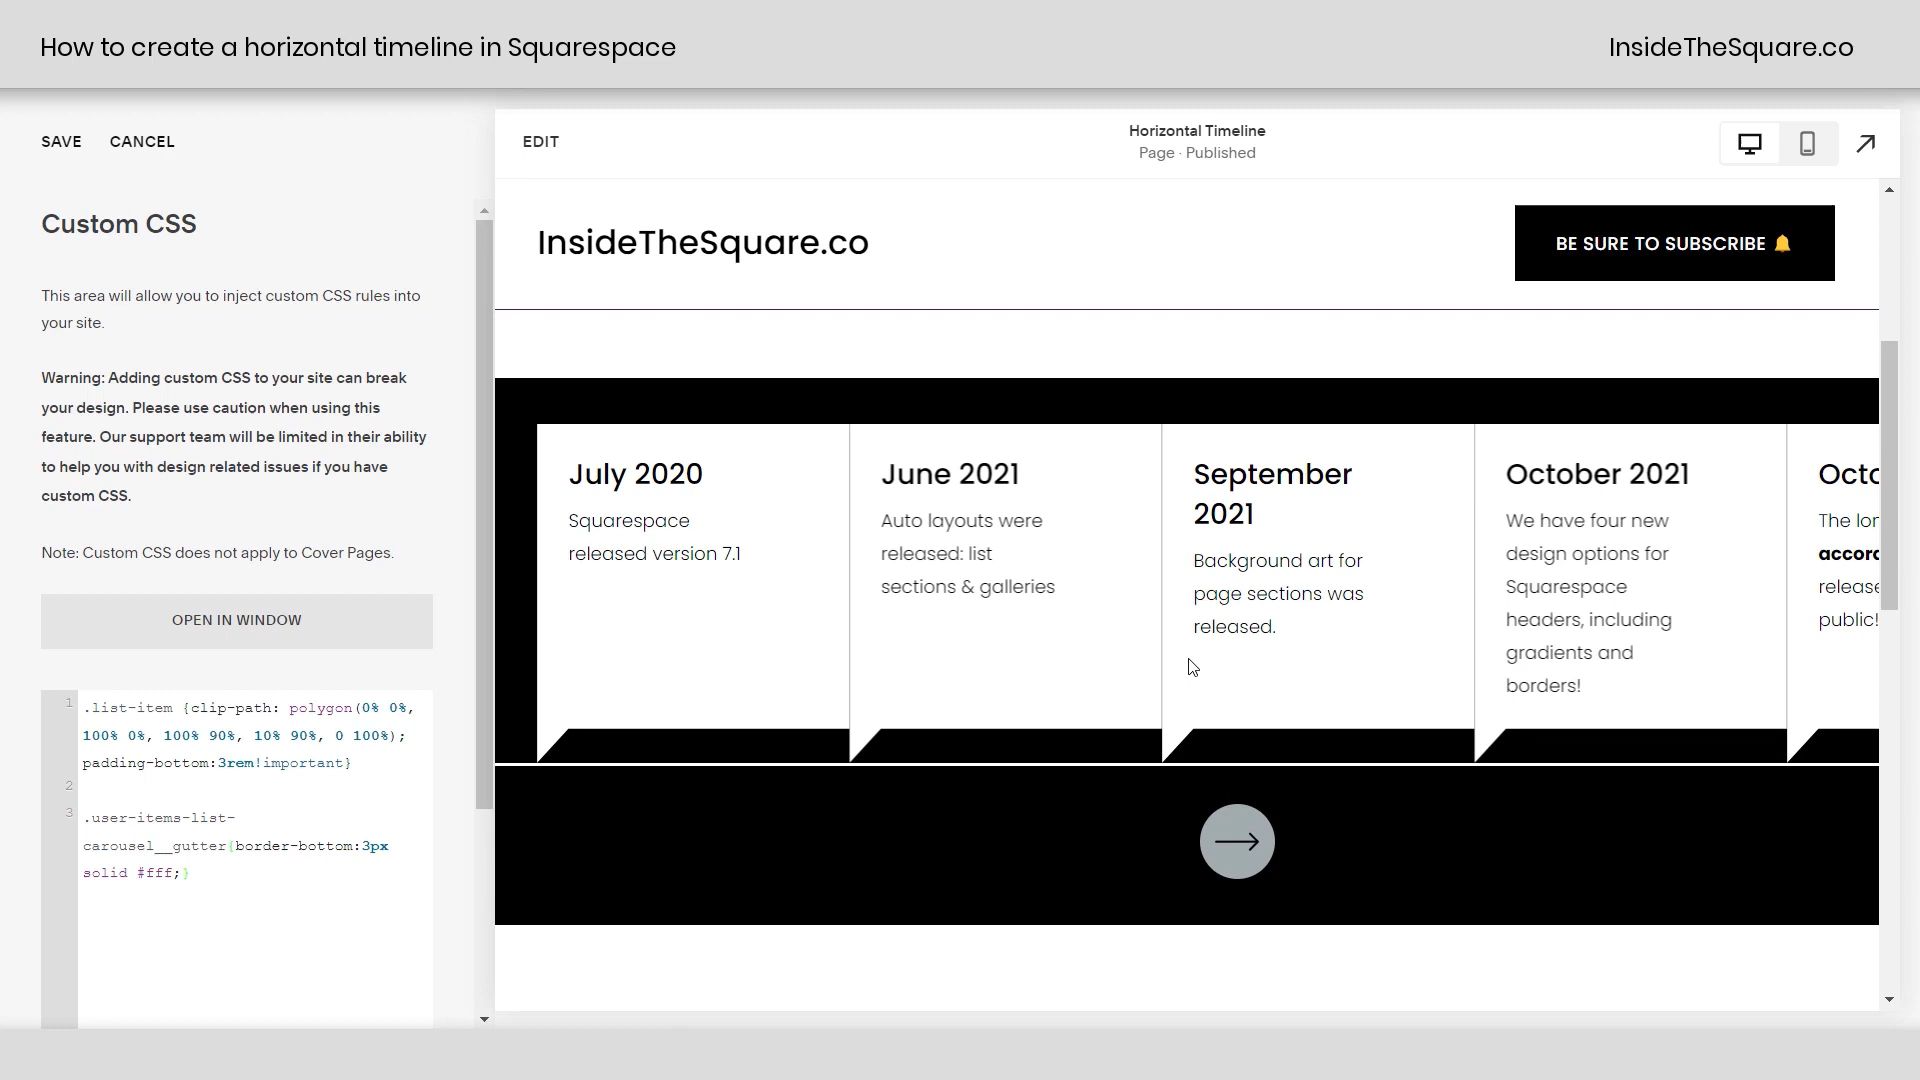 How to create a horizontal timeline in Squarespace
InsideTheSquare.co
SAVE CANCEL
EDIT
Horizontal Timeline
Page · Published
Custom CSS
This area will allow you to inject custom CSS rules into
your site.
Warning: Adding custom CSS to your site can break
your design. Please use caution when using this
feature. Our support team will be limited in their ability
to help you with design related issues if you have
custom CSS.
Note: Custom CSS does not apply to Cover Pages.
OPEN IN WINDOW
1 .list-item {clip-path: polygon(0% 0%,
100% 0%, 100% 90%, 10% 90%, 0 100%);
padding-bottom:3rem!important}
2
3 .user-items-list-
carousel__gutter{border-bottom:3px
solid #fff;}
InsideTheSquare.co
BE SURE TO SUBSCRIBE 🔔
July 2020
Squarespace
released version 7.1
June 2021
Auto layouts were
released: list
sections & galleries
September
2021
Background art for
page sections was
released.
October 2021
We have four new
design options for
Squarespace
headers, including
gradients and
borders!
Octo
The lon
accord
release
public!